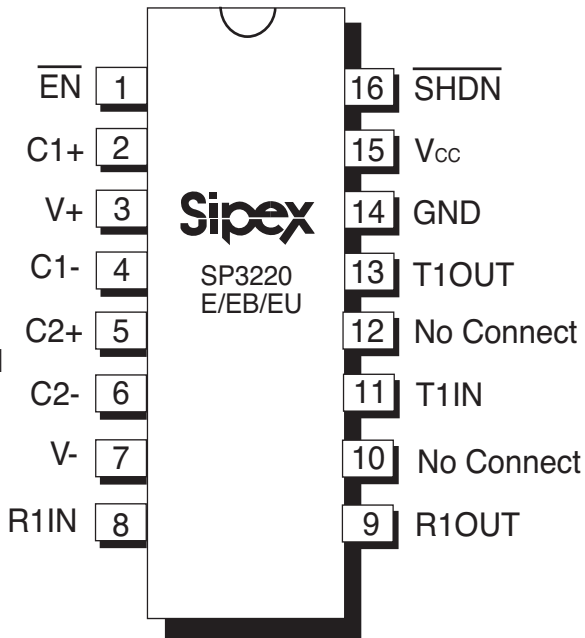 EN 1 16 SHDN
C1+ 2 15 Vcc
V+ 3 14 GND
C1- 4 13 T1OUT
C2+ 5 12 No Connect
C2- 6 11 T1IN
V- 7 10 No Connect
R1IN 8 9 R1OUT
Sipex
SP3220
E/EB/EU